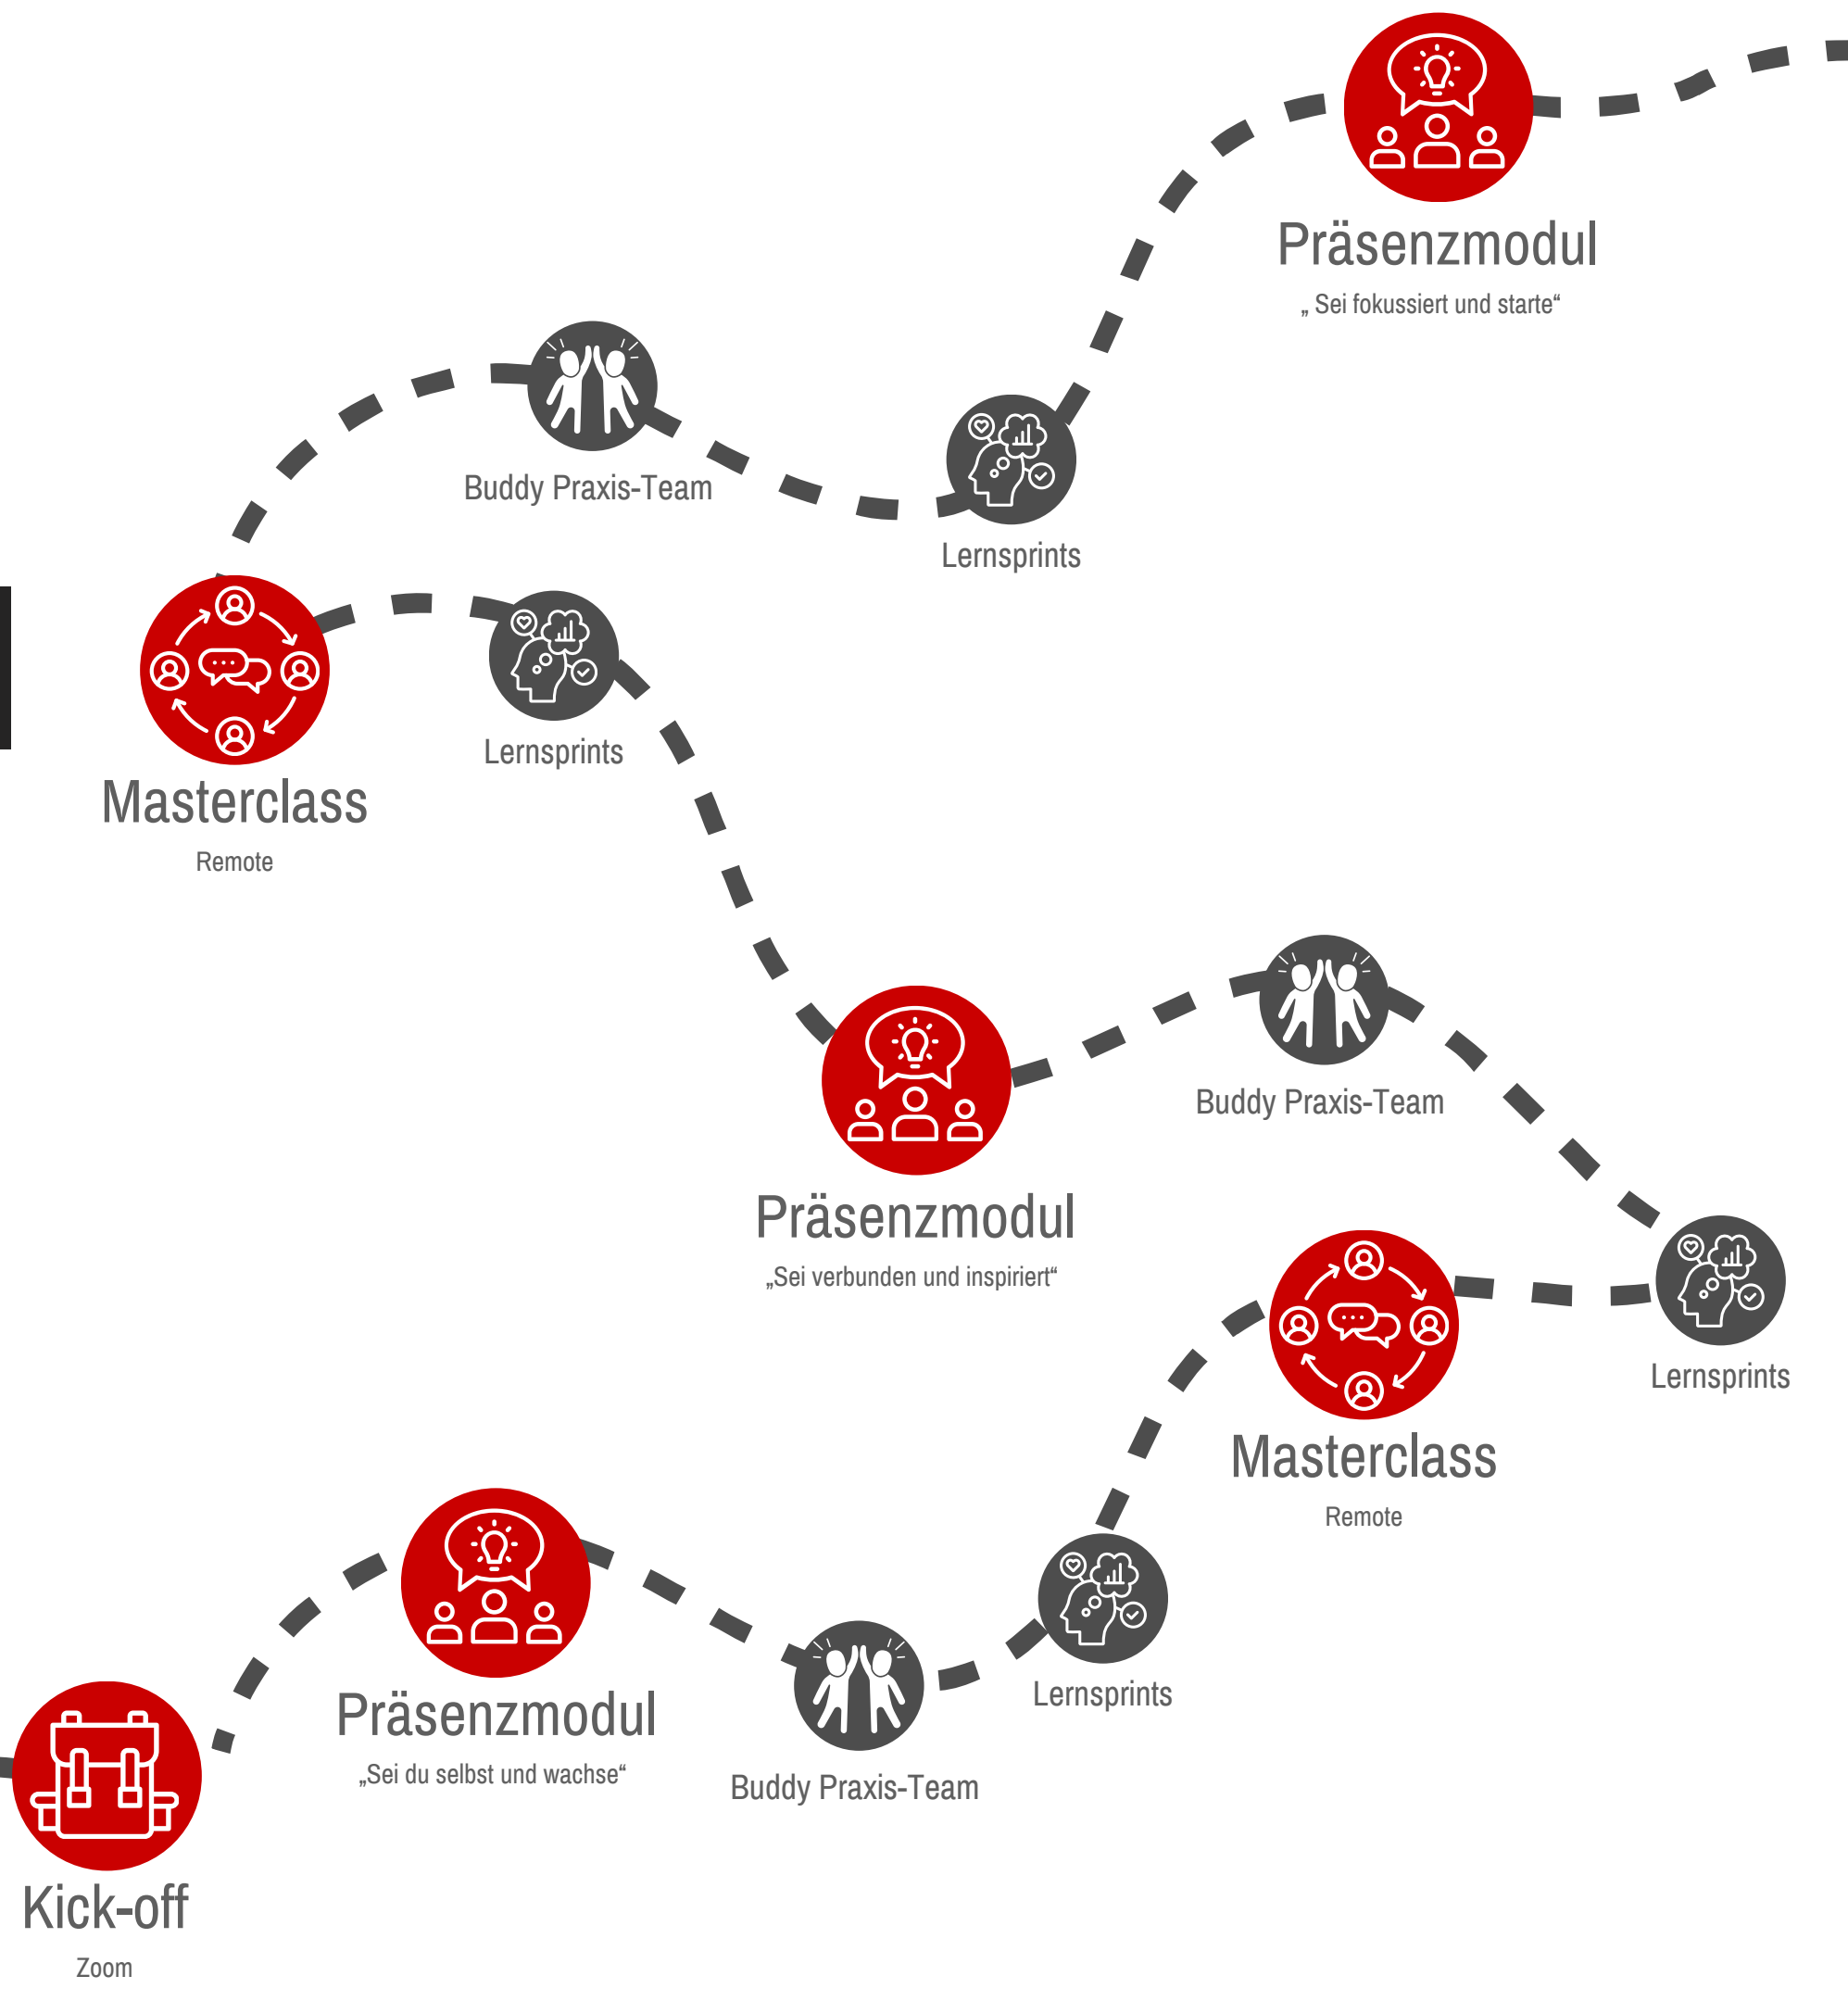 Präsenzmodul
„ Sei fokussiert und starte“
Buddy Praxis-Team
Lernsprints
Lernsprints
Masterclass
Remote
Buddy Praxis-Team
Präsenzmodul
„Sei verbunden und inspiriert“
Lernsprints
Masterclass
Remote
Lernsprints
Präsenzmodul
„Sei du selbst und wachse“
Buddy Praxis-Team
Kick-off
Zoom